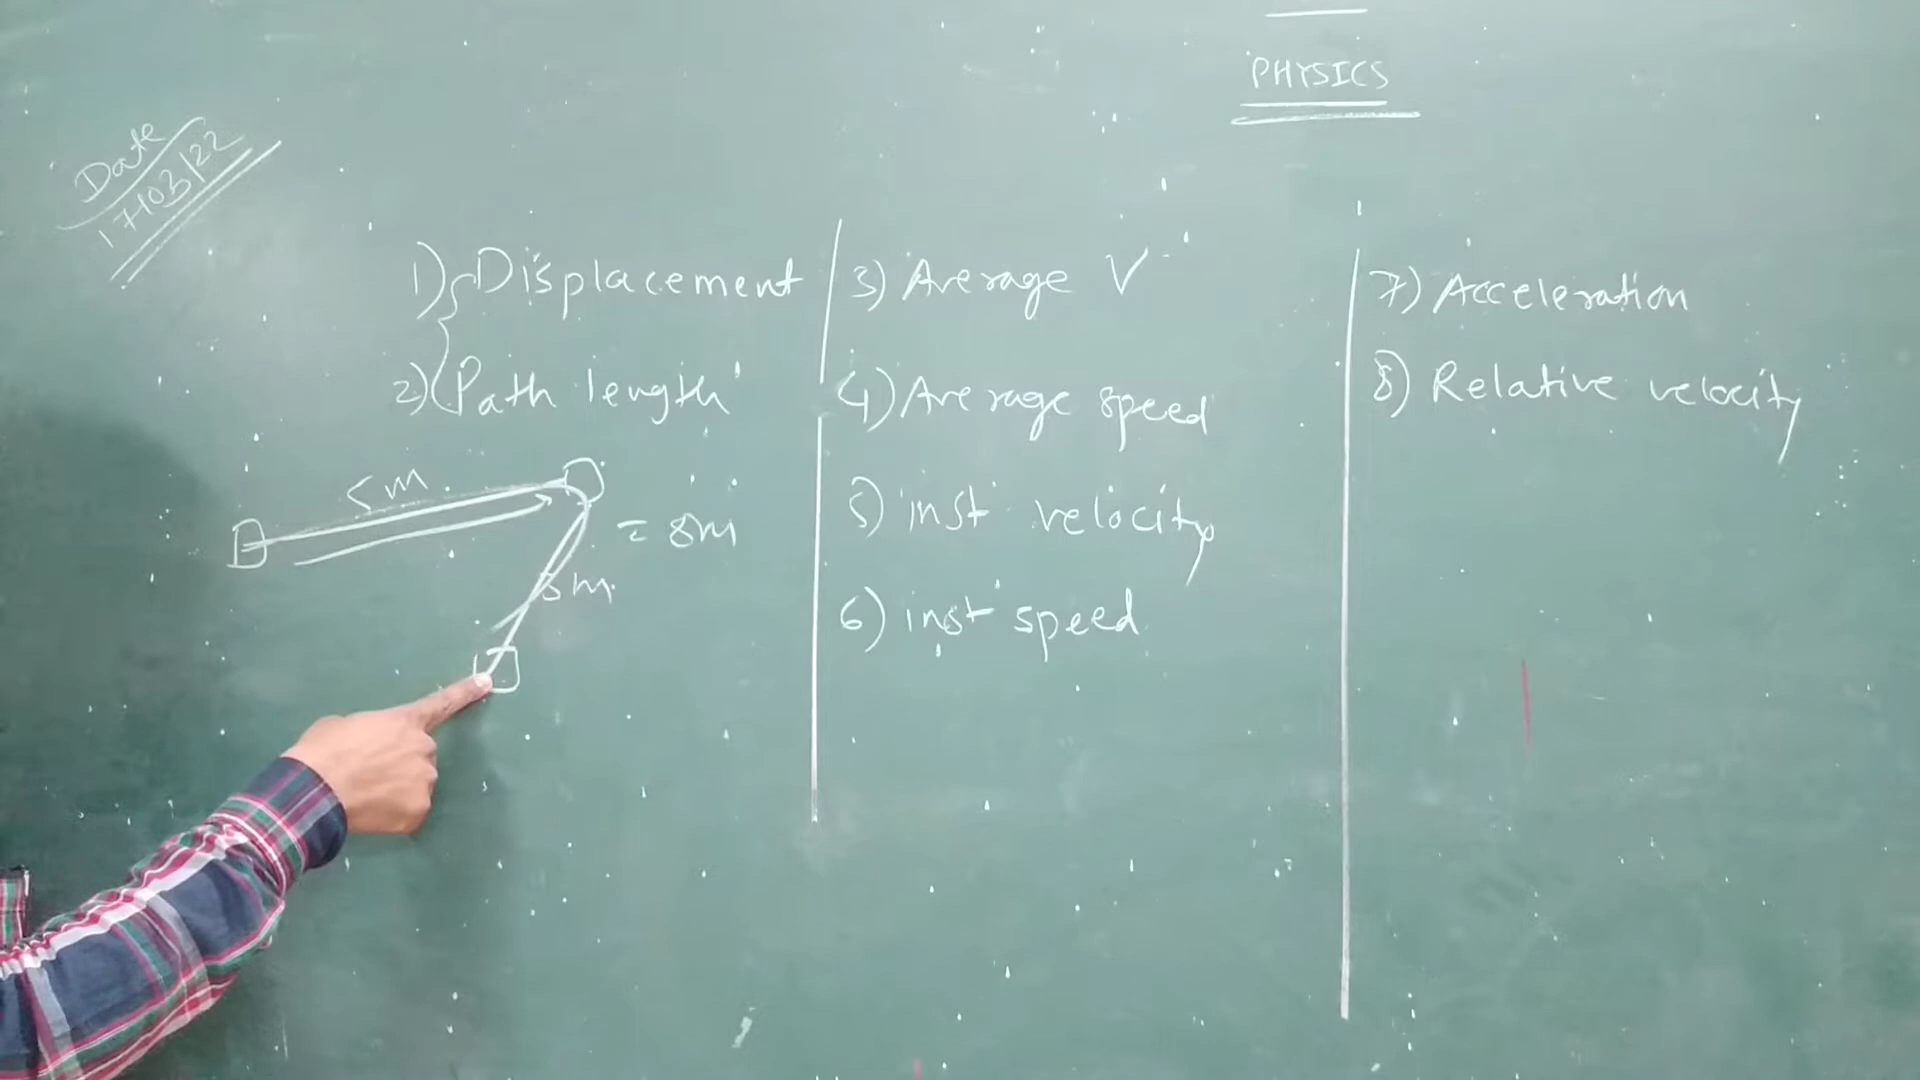 PHYSICS
Date
17/03/22
1) Displacement
2) Path length
5m
= 8m
3m
3) Average V
4) Average speed
5) inst velocity
6) inst speed
7) Acceleration
8) Relative velocity